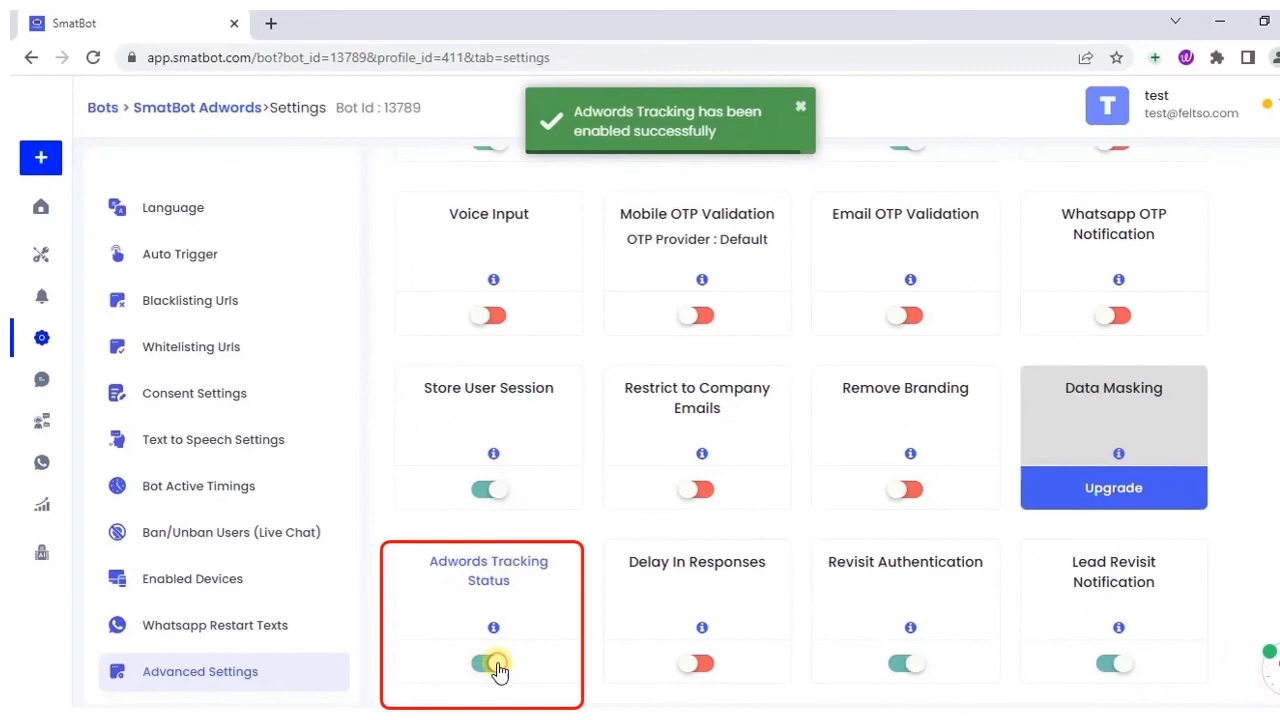 SmatBot
app.smatbot.com/bot?bot_id=13789&profile_id=411&tab=settings
Bots > SmatBot Adwords>Settings Bot Id : 13789
Adwords Tracking has been
enabled successfully
T
test
test@feltso.com
Language
Auto Trigger
Blacklisting Urls
Whitelisting Urls
Consent Settings
Text to Speech Settings
Bot Active Timings
Ban/Unban Users (Live Chat)
Enabled Devices
Whatsapp Restart Texts
Advanced Settings
Voice Input
Mobile OTP Validation
OTP Provider : Default
Email OTP Validation
Whatsapp OTP
Notification
Store User Session
Restrict to Company
Emails
Remove Branding
Data Masking
Upgrade
Adwords Tracking
Status
Delay In Responses
Revisit Authentication
Lead Revisit
Notification